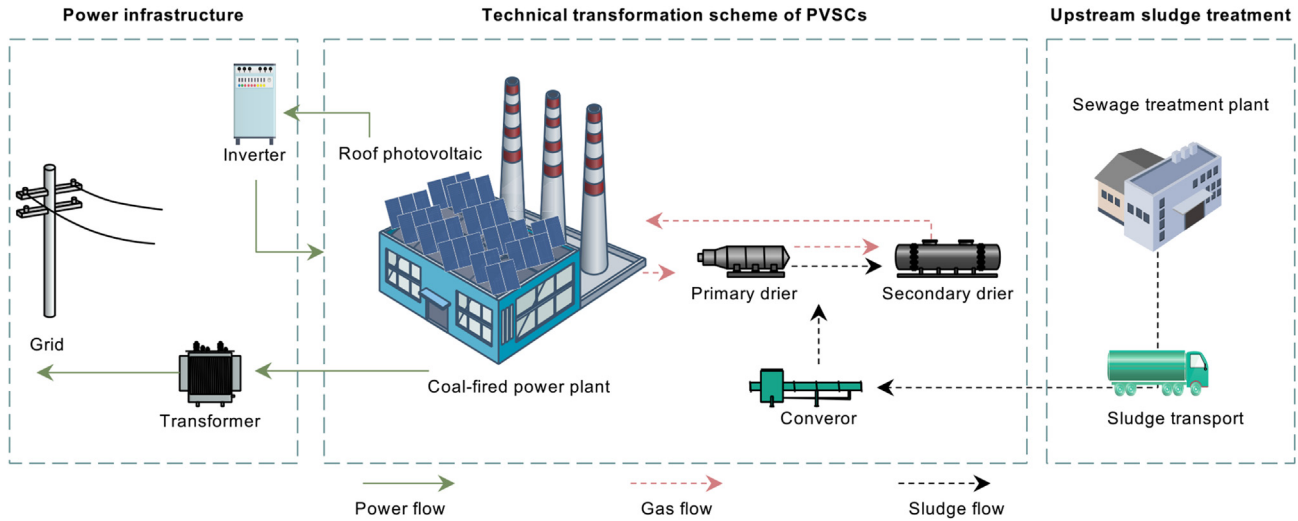 Power infrastructure
Technical transformation scheme of PVSCs
Upstream sludge treatment
Sewage treatment plant
Inverter
Roof photovoltaic
Primary drier
Secondary drier
Grid
Coal-fired power plant
Transformer
Converor
Sludge transport
Power flow
Gas flow
Sludge flow